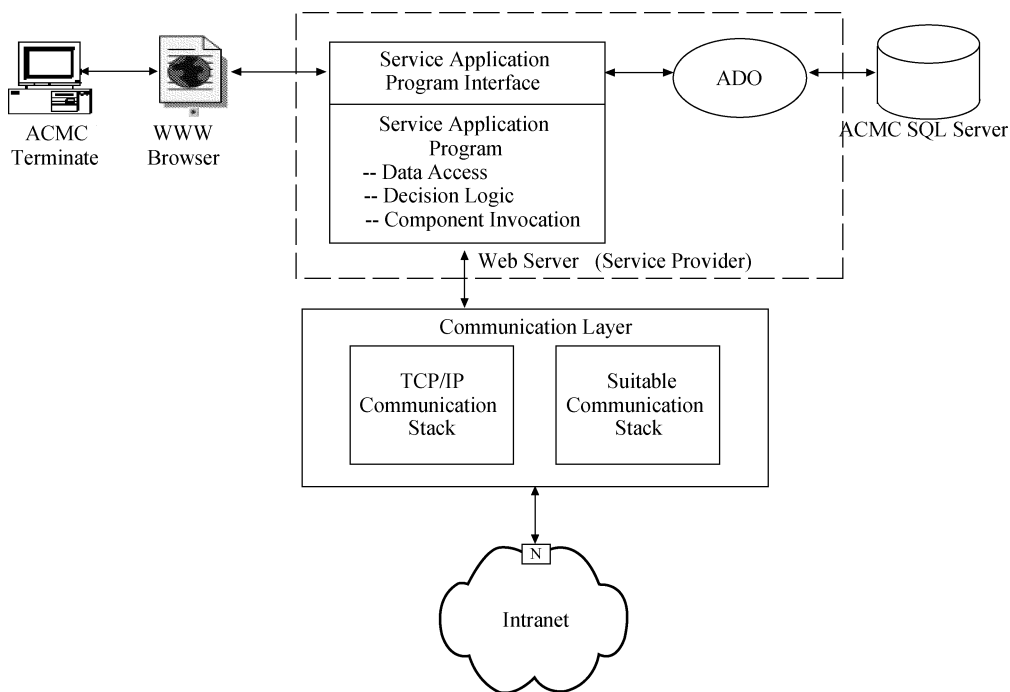 ACMC
Terminate
WWW
Browser
Service Application
Program Interface
Service Application
Program
-- Data Access
-- Decision Logic
-- Component Invocation
ADO
ACMC SQL Server
Web Server (Service Provider)
Communication Layer
TCP/IP
Communication
Stack
Suitable
Communication
Stack
N
Intranet